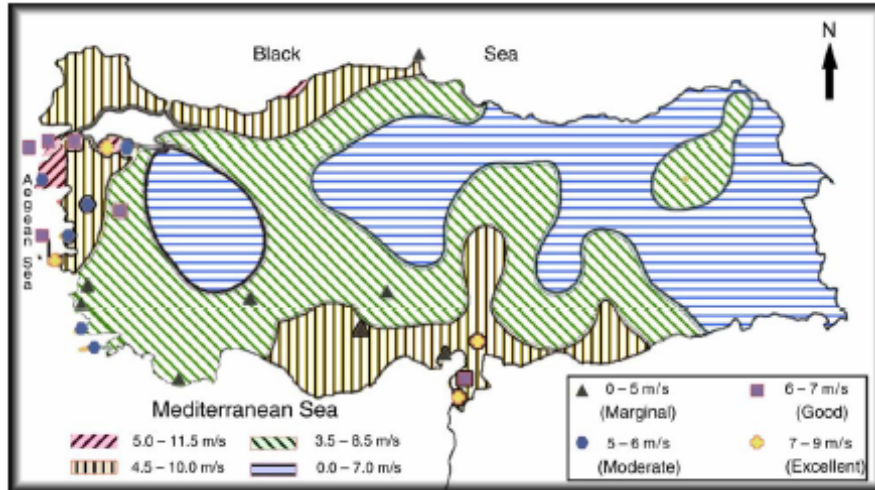 Black Sea
N
Aegean Sea
Mediterranean Sea
5.0 – 11.5 m/s
3.5 – 8.5 m/s
4.5 – 10.0 m/s
0.0 – 7.0 m/s
0 – 5 m/s
(Marginal)
6 – 7 m/s
(Good)
5 – 6 m/s
(Moderate)
7 – 9 m/s
(Excellent)